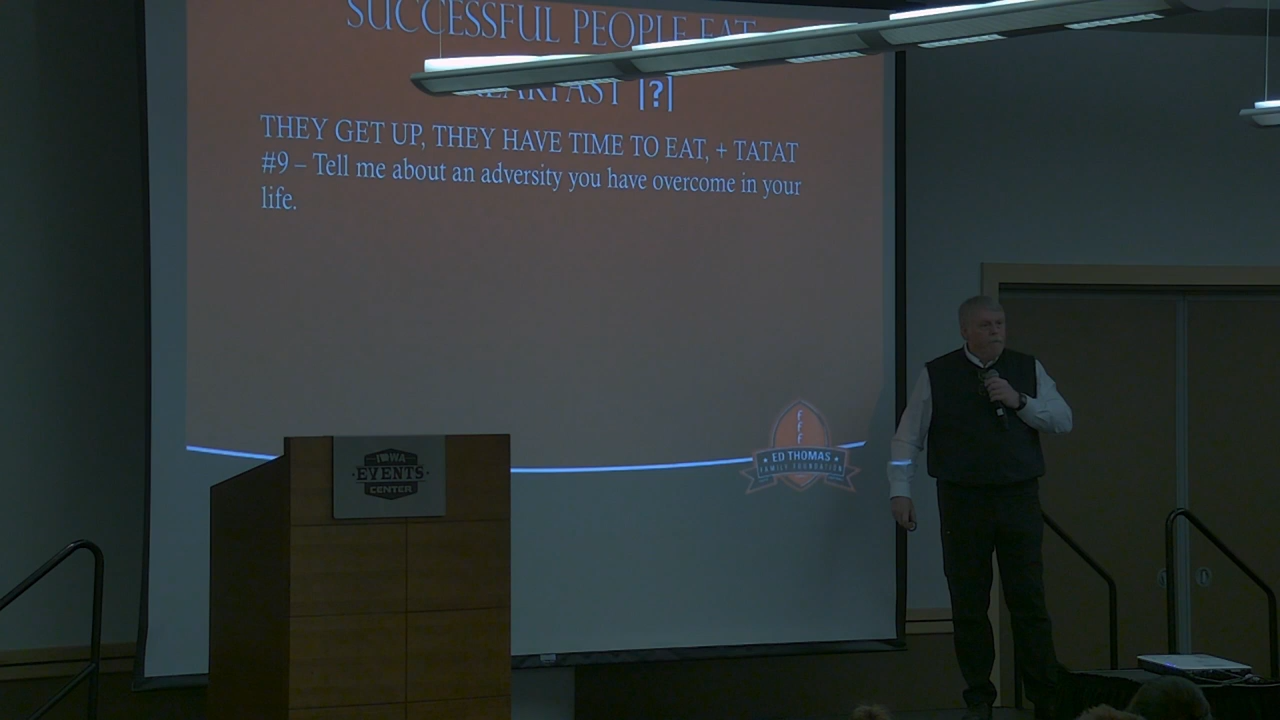 SUCCESSFUL PEOPLE EAT
BREAKFAST [?]
THEY GET UP, THEY HAVE TIME TO EAT, + TATAT
#9 – Tell me about an adversity you have overcome in your
life.
F
F
F
ED THOMAS
FAMILY FOUNDATION
IOWA
EVENTS
CENTER